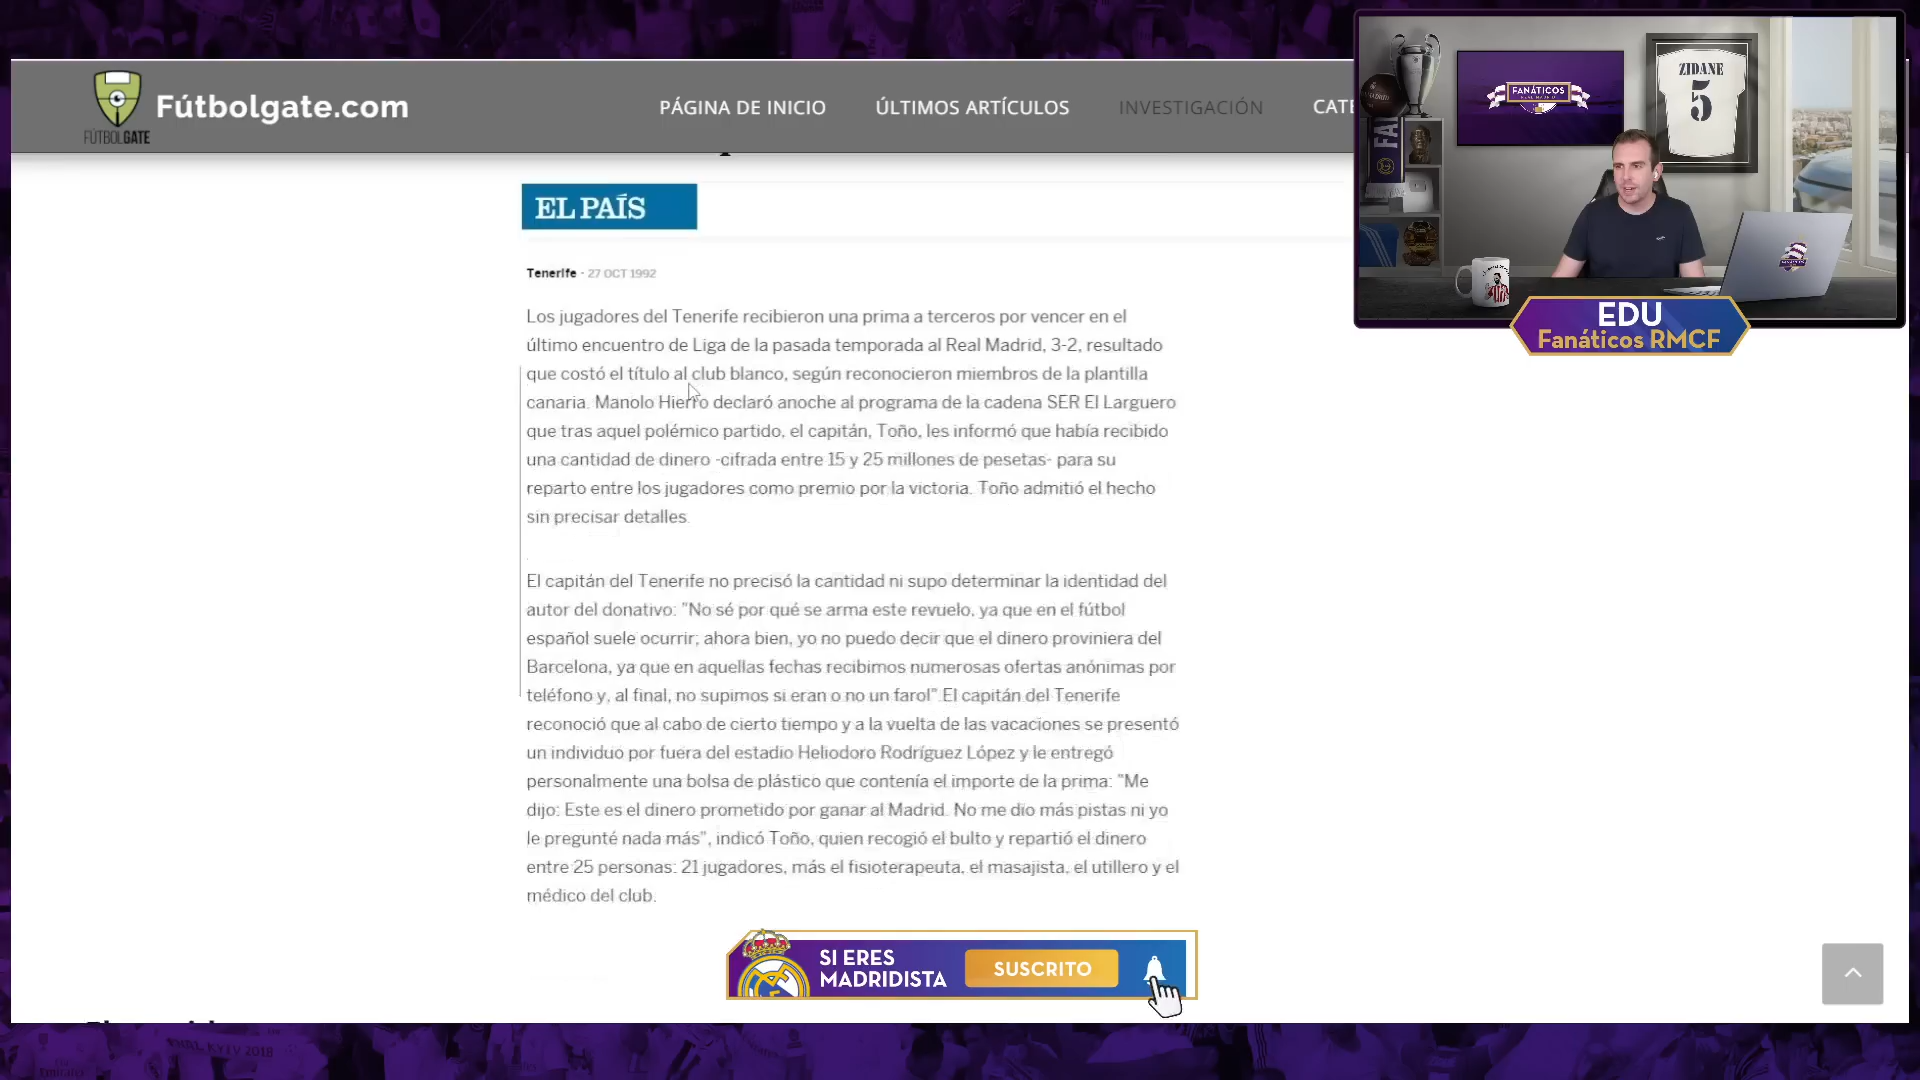 Fútbolgate.com
FÚTBOLGATE
PÁGINA DE INICIO
ÚLTIMOS ARTÍCULOS
INVESTIGACIÓN
CATE
FANÁTICOS
ZIDANE
5
EDU
Fanáticos RMCF
EL PAÍS
Tenerife - 27 OCT 1992
Los jugadores del Tenerife recibieron una prima a terceros por vencer en el
último encuentro de Liga de la pasada temporada al Real Madrid, 3-2, resultado
que costó el título al club blanco, según reconocieron miembros de la plantilla
canaria. Manolo Hierro declaró anoche al programa de la cadena SER El Larguero
que tras aquel polémico partido, el capitán, Toño, les informó que había recibido
una cantidad de dinero -cifrada entre 15 y 25 millones de pesetas- para su
reparto entre los jugadores como premio por la victoria. Toño admitió el hecho
sin precisar detalles.
El capitán del Tenerife no precisó la cantidad ni supo determinar la identidad del
autor del donativo: "No sé por qué se arma este revuelo, ya que en el fútbol
español suele ocurrir; ahora bien, yo no puedo decir que el dinero proviniera del
Barcelona, ya que en aquellas fechas recibimos numerosas ofertas anónimas por
teléfono y, al final, no supimos si eran o no un farol" El capitán del Tenerife
reconoció que al cabo de cierto tiempo y a la vuelta de las vacaciones se presentó
un individuo por fuera del estadio Heliodoro Rodríguez López y le entregó
personalmente una bolsa de plástico que contenía el importe de la prima: "Me
dijo: Este es el dinero prometido por ganar al Madrid. No me dio más pistas ni yo
le pregunté nada más", indicó Toño, quien recogió el bulto y repartió el dinero
entre 25 personas: 21 jugadores, más el fisioterapeuta, el masajista, el utillero y el
médico del club.
SI ERES
MADRIDISTA
SUSCRITO
KYIV 2018